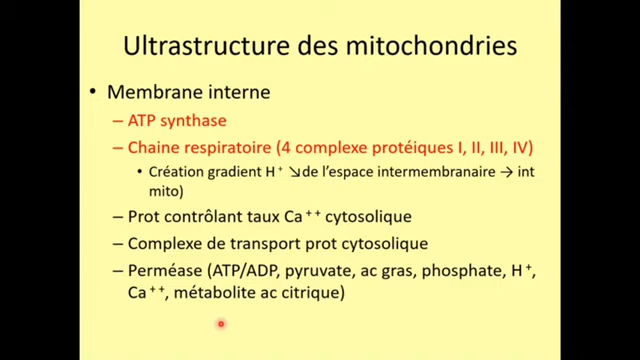 Ultrastructure des mitochondries
• Membrane interne
– ATP synthase
– Chaine respiratoire (4 complexe protéiques I, II, III, IV)
• Création gradient H⁺ ↘de l'espace intermembranaire → int
mito)
– Prot contrôlant taux Ca⁺⁺ cytosolique
– Complexe de transport prot cytosolique
– Perméase (ATP/ADP, pyruvate, ac gras, phosphate, H⁺,
Ca⁺⁺, métabolite ac citrique)